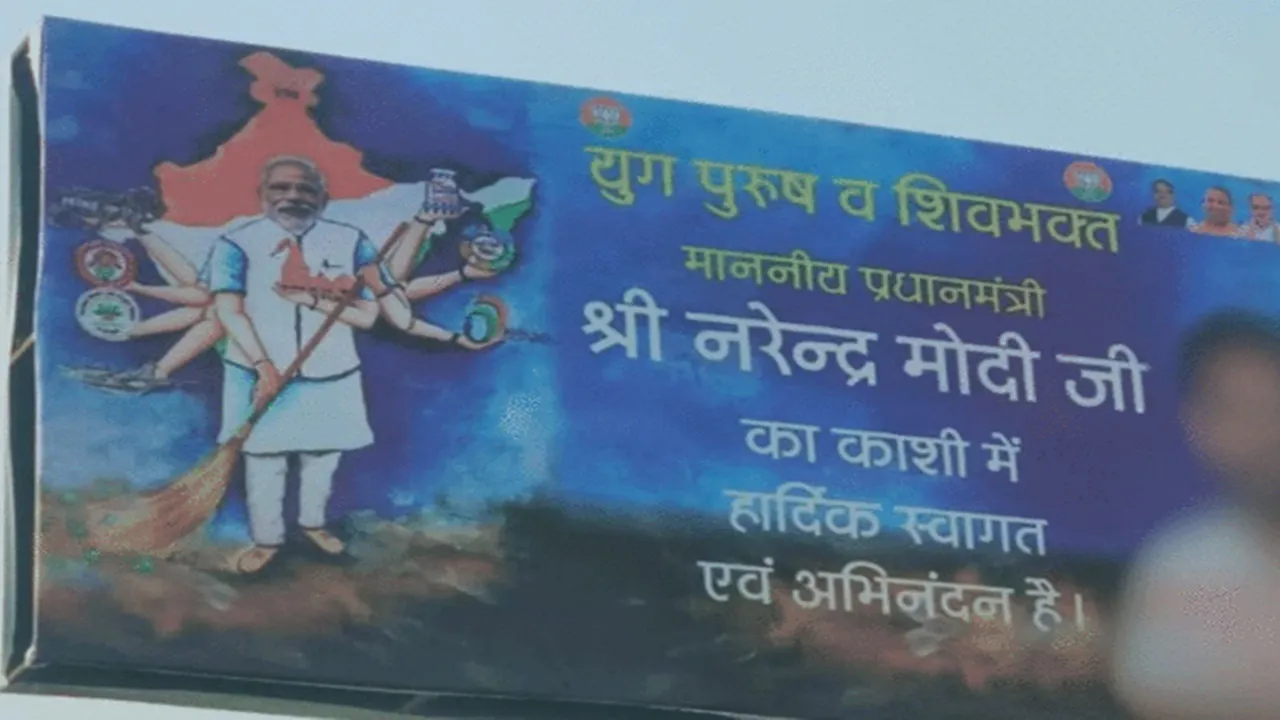 युग पुरुष व शिवभक्त
माननीय प्रधानमंत्री
श्री नरेन्द्र मोदी जी
का काशी में
हार्दिक स्वागत
एवं अभिनंदन है।